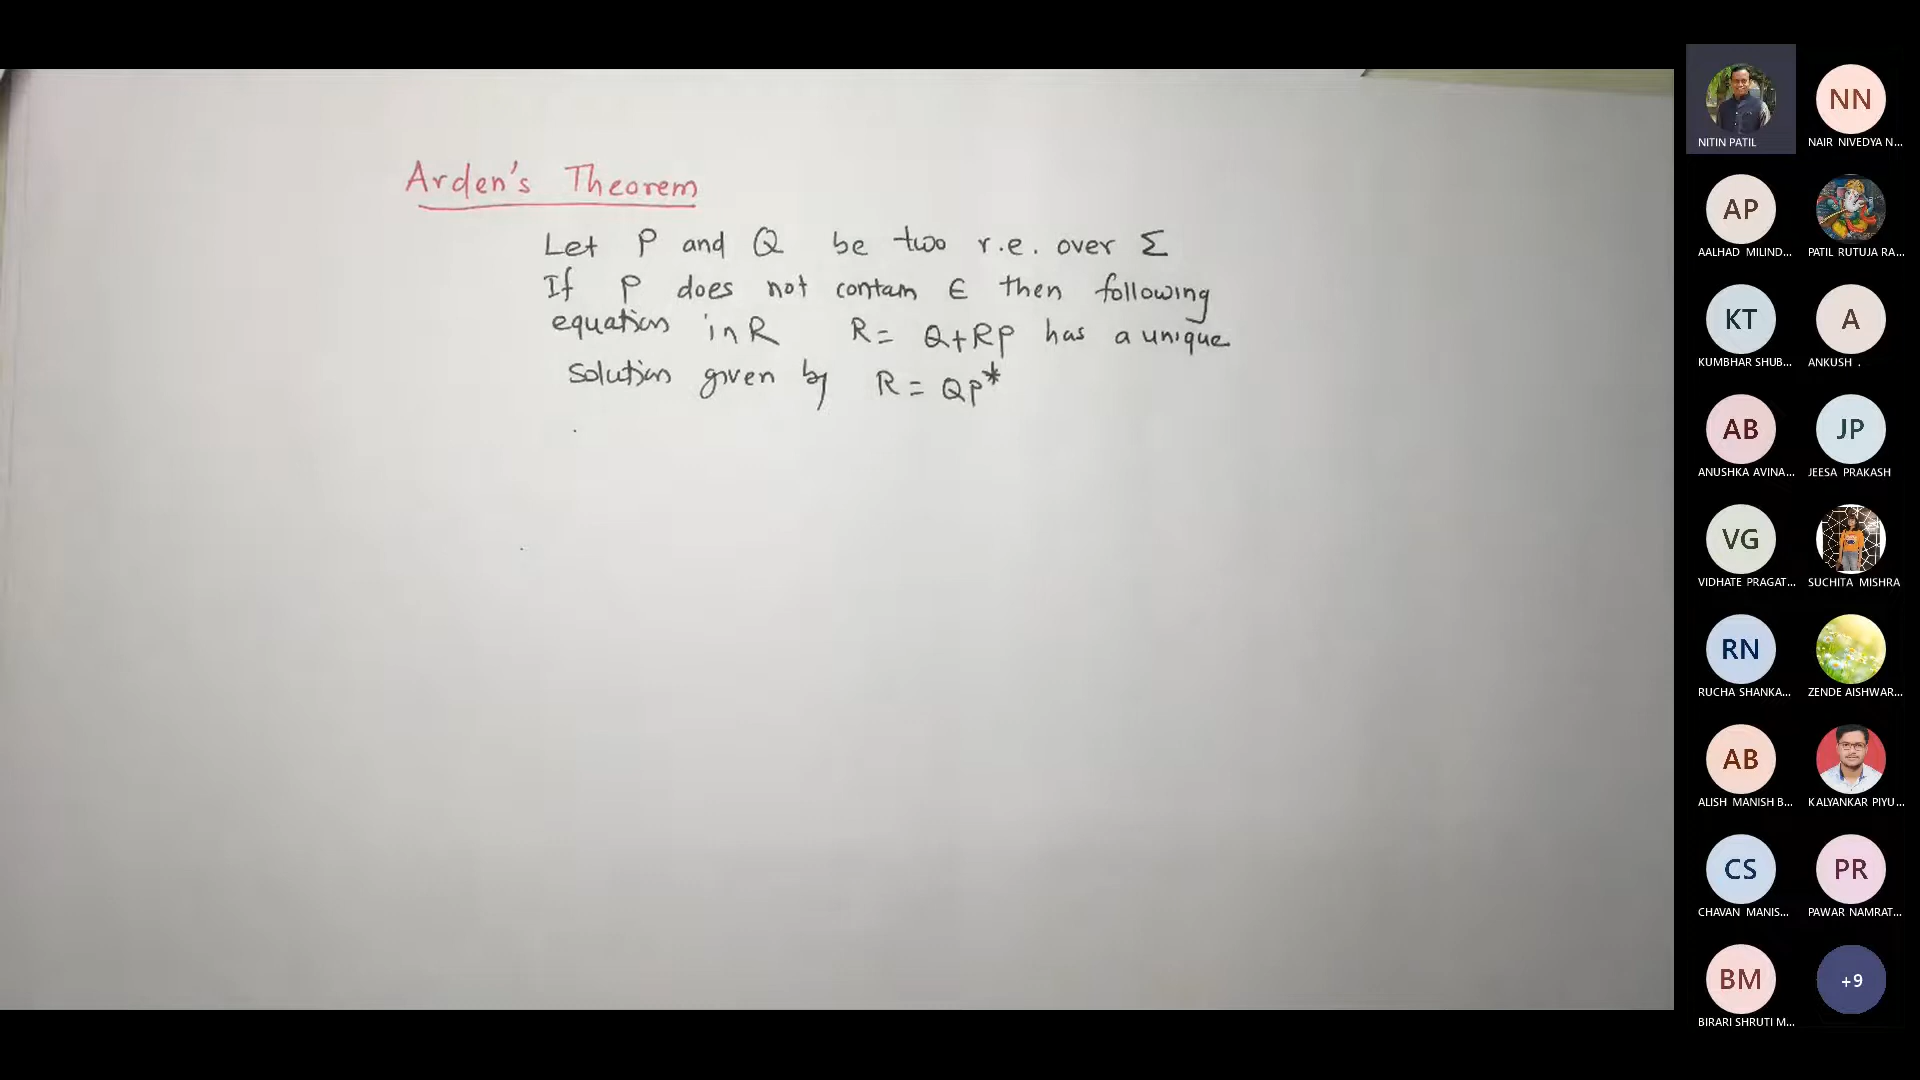 Arden's Theorem
Let P and Q be two r.e. over Σ
If P does not contain ϵ then following
equation in R R = Q+RP has a unique
solution given by R = QP*
NITIN PATIL
NN
NAIR NIVEDYA N...
AP
AALHAD MILIND...
PATIL RUTUJA RA...
KT
KUMBHAR SHUB...
A
ANKUSH .
AB
ANUSHKA AVINA...
JP
JEESA PRAKASH
VG
VIDHATE PRAGAT...
SUCHITA MISHRA
RN
RUCHA SHANKA...
ZENDE AISHWAR...
AB
ALISH MANISH B...
KALYANKAR PIYU...
CS
CHAVAN MANIS...
PR
PAWAR NAMRAT...
BM
BIRARI SHRUTI M...
+9